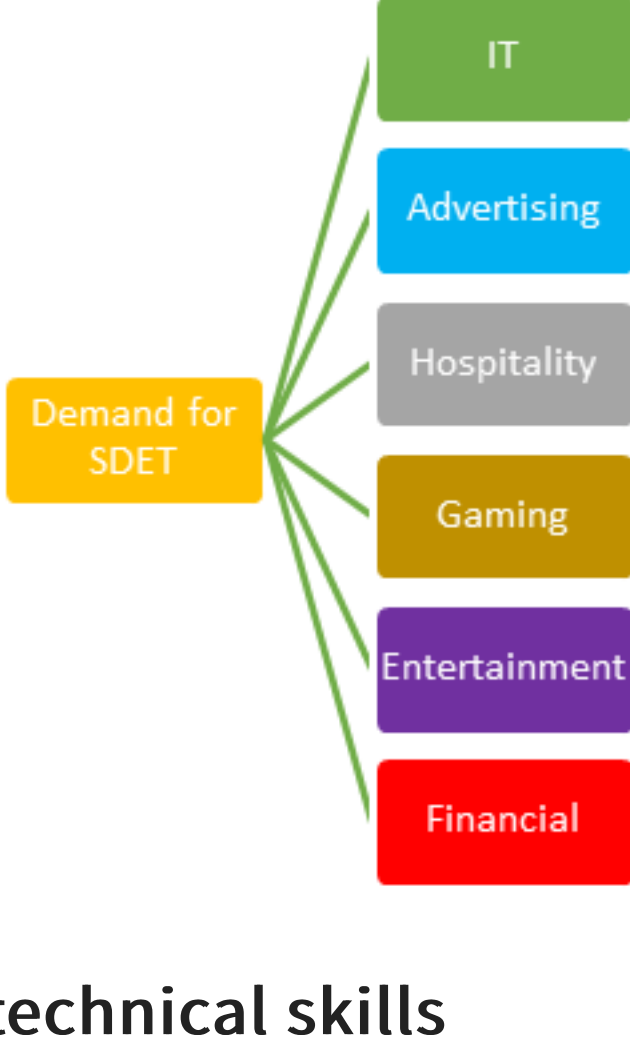 IT
Advertising
Hospitality
Demand for
SDET
Gaming
Entertainment
Financial
technical skills